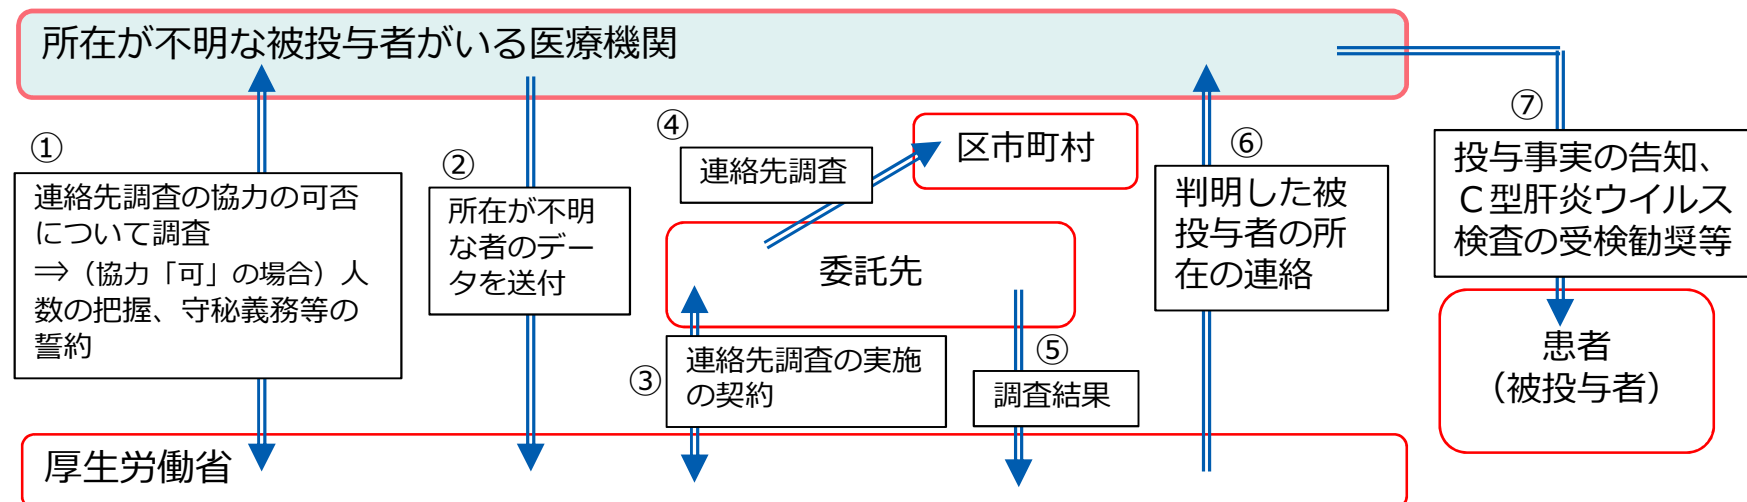 所在が不明な被投与者がいる医療機関
①
連絡先調査の協力の可否
について調査
⇒（協力「可」の場合）人
数の把握、守秘義務等の
誓約
②
所在が不明
な者のデー
タを送付
③
連絡先調査の実施
の契約
④
連絡先調査
区市町村
委託先
⑤
調査結果
⑥
判明した被
投与者の所
在の連絡
⑦
投与事実の告知、
Ｃ型肝炎ウイルス
検査の受検勧奨等
患者
（被投与者）
厚生労働省